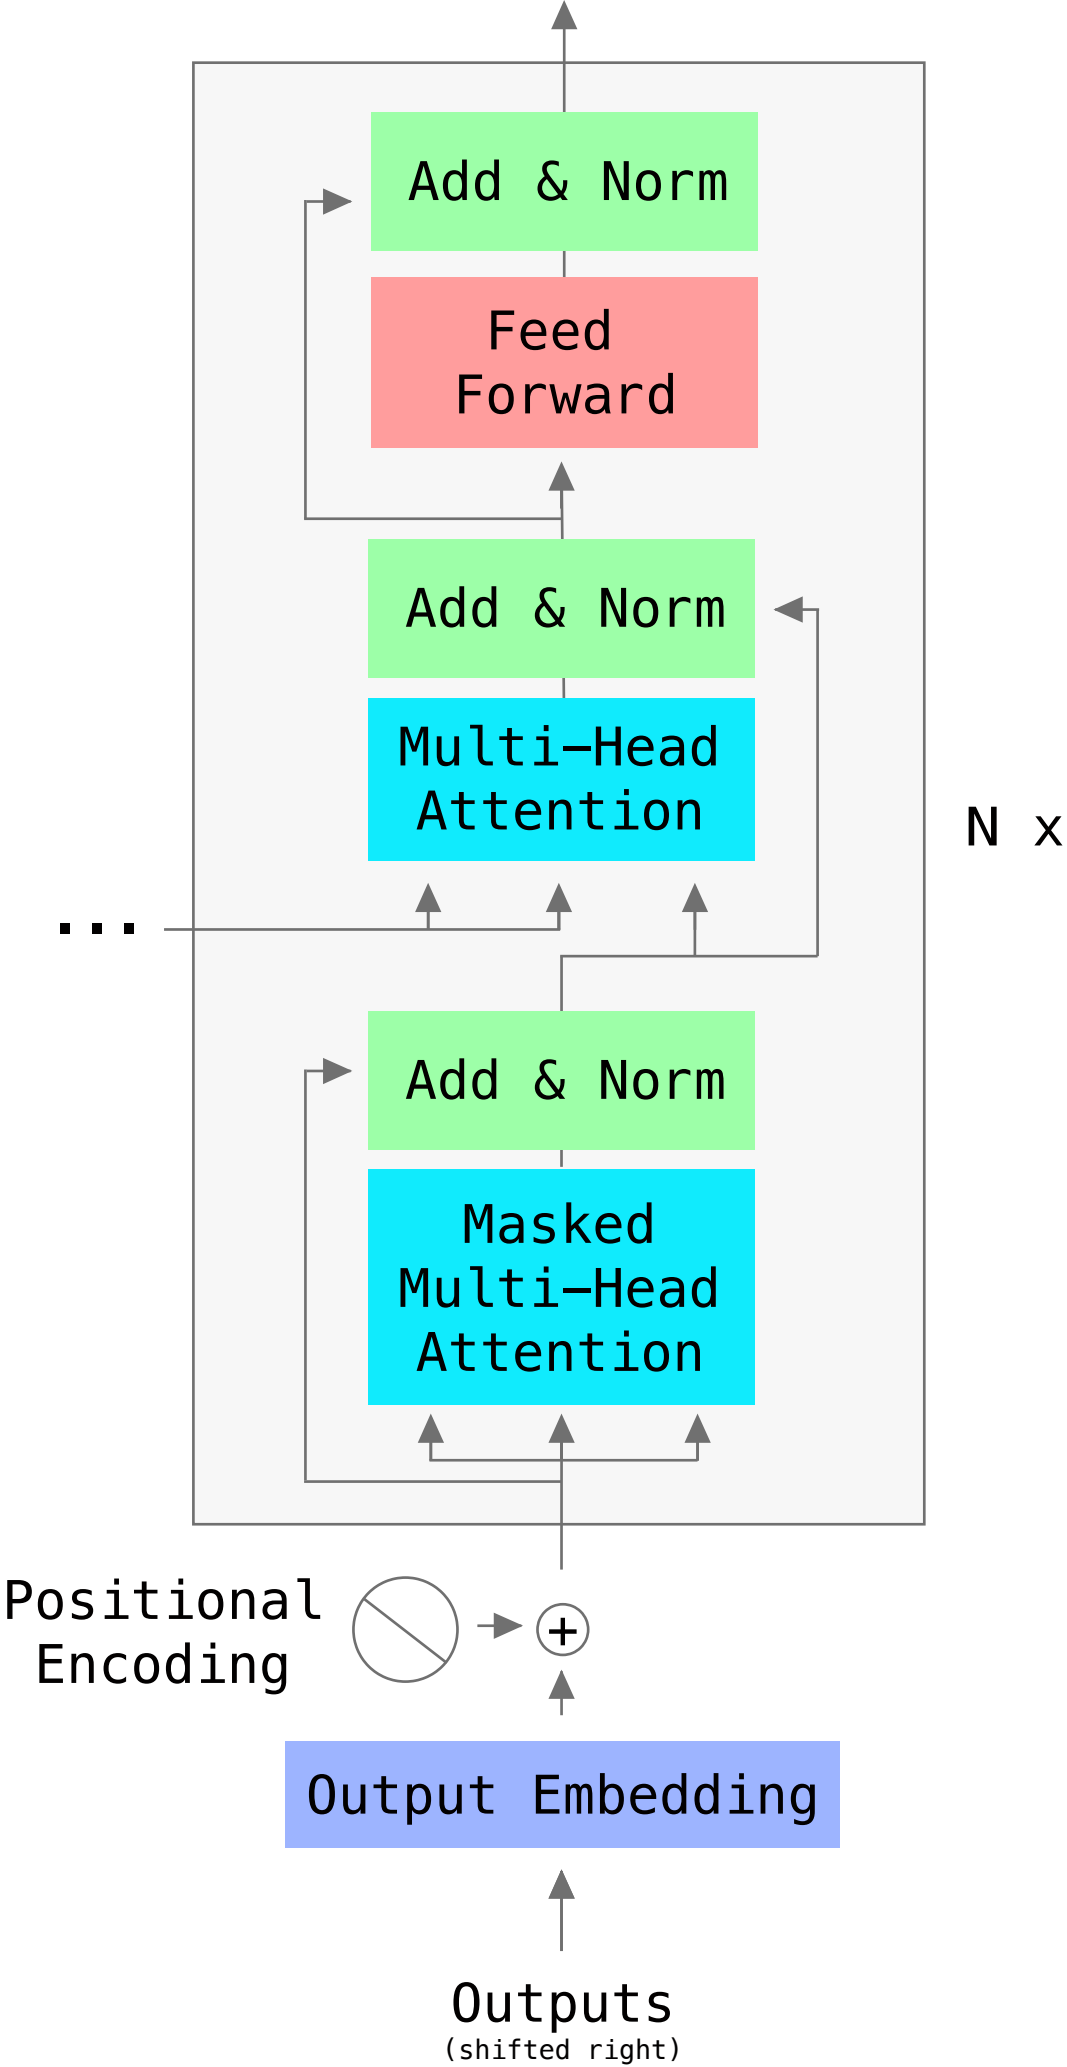 Add & Norm
Feed
Forward
Add & Norm
Multi-Head
Attention
N x
...
Add & Norm
Masked
Multi-Head
Attention
Positional
Encoding
+
Output Embedding
Outputs
(shifted right)